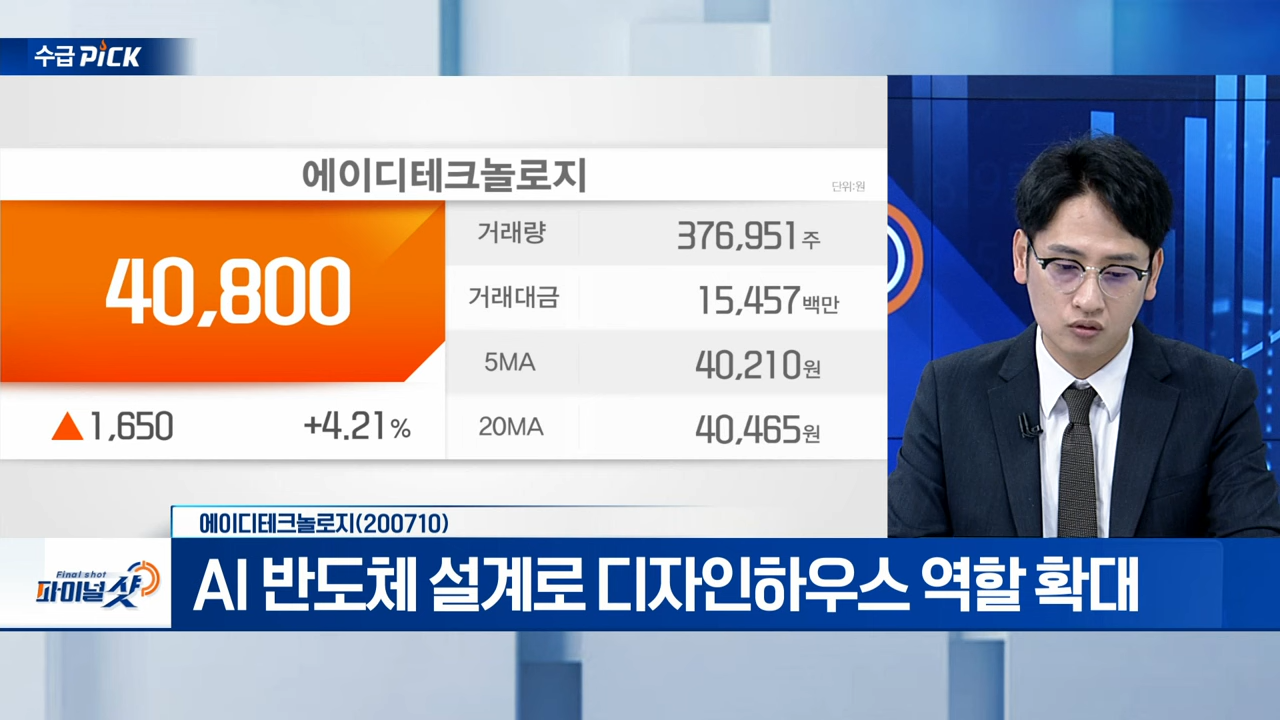 수급 PICK
에이디테크놀로지
단위:원
40,800
▲1,650 +4.21%
거래량 376,951주
거래대금 15,457백만
5MA 40,210원
20MA 40,465원
에이디테크놀로지(200710)
Final shot
파이널샷
AI 반도체 설계로 디자인하우스 역할 확대